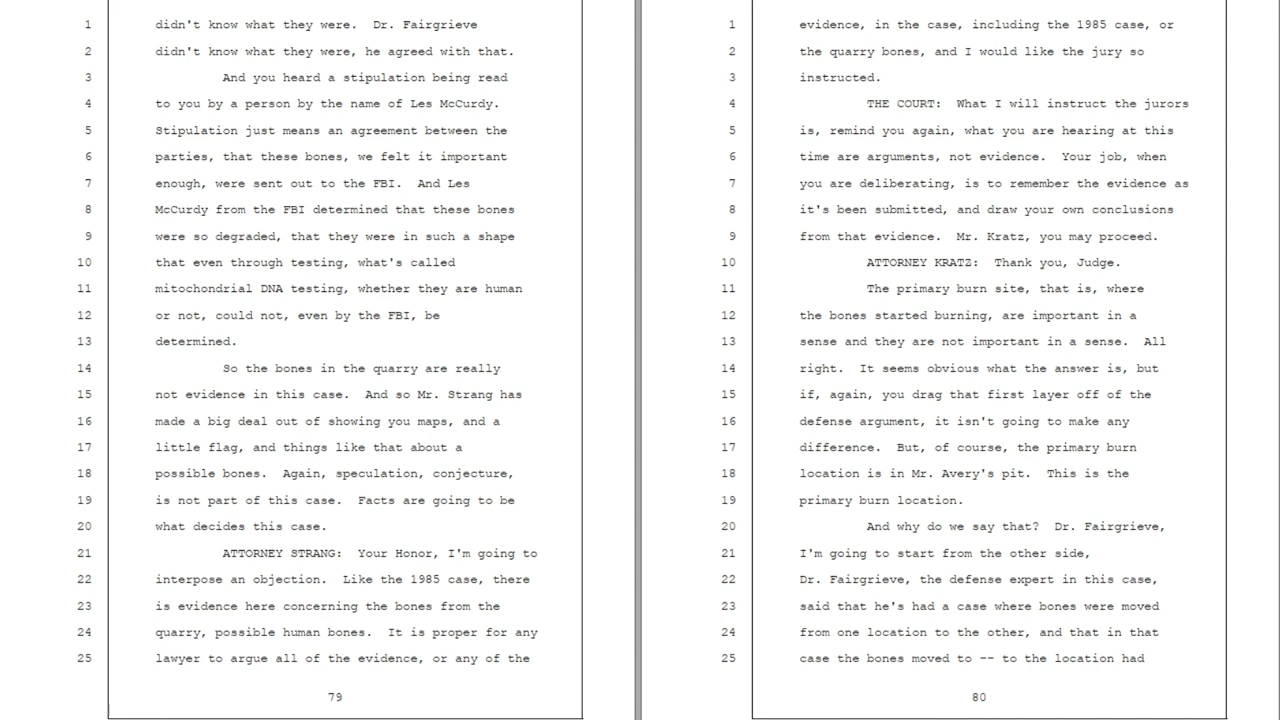 1 didn't know what they were. Dr. Fairgrieve
2 didn't know what they were, he agreed with that.
3 And you heard a stipulation being read
4 to you by a person by the name of Les McCurdy.
5 Stipulation just means an agreement between the
6 parties, that these bones, we felt it important
7 enough, were sent out to the FBI. And Les
8 McCurdy from the FBI determined that these bones
9 were so degraded, that they were in such a shape
10 that even through testing, what's called
11 mitochondrial DNA testing, whether they are human
12 or not, could not, even by the FBI, be
13 determined.
14 So the bones in the quarry are really
15 not evidence in this case. And so Mr. Strang has
16 made a big deal out of showing you maps, and a
17 little flag, and things like that about a
18 possible bones. Again, speculation, conjecture,
19 is not part of this case. Facts are going to be
20 what decides this case.
21 ATTORNEY STRANG: Your Honor, I'm going to
22 interpose an objection. Like the 1985 case, there
23 is evidence here concerning the bones from the
24 quarry, possible human bones. It is proper for any
25 lawyer to argue all of the evidence, or any of the
79
1 evidence, in the case, including the 1985 case, or
2 the quarry bones, and I would like the jury so
3 instructed.
4 THE COURT: What I will instruct the jurors
5 is, remind you again, what you are hearing at this
6 time are arguments, not evidence. Your job, when
7 you are deliberating, is to remember the evidence as
8 it's been submitted, and draw your own conclusions
9 from that evidence. Mr. Kratz, you may proceed.
10 ATTORNEY KRATZ: Thank you, Judge.
11 The primary burn site, that is, where
12 the bones started burning, are important in a
13 sense and they are not important in a sense. All
14 right. It seems obvious what the answer is, but
15 if, again, you drag that first layer off of the
16 defense argument, it isn't going to make any
17 difference. But, of course, the primary burn
18 location is in Mr. Avery's pit. This is the
19 primary burn location.
20 And why do we say that? Dr. Fairgrieve,
21 I'm going to start from the other side,
22 Dr. Fairgrieve, the defense expert in this case,
23 said that he's had a case where bones were moved
24 from one location to the other, and that in that
25 case the bones moved to -- to the location had
80